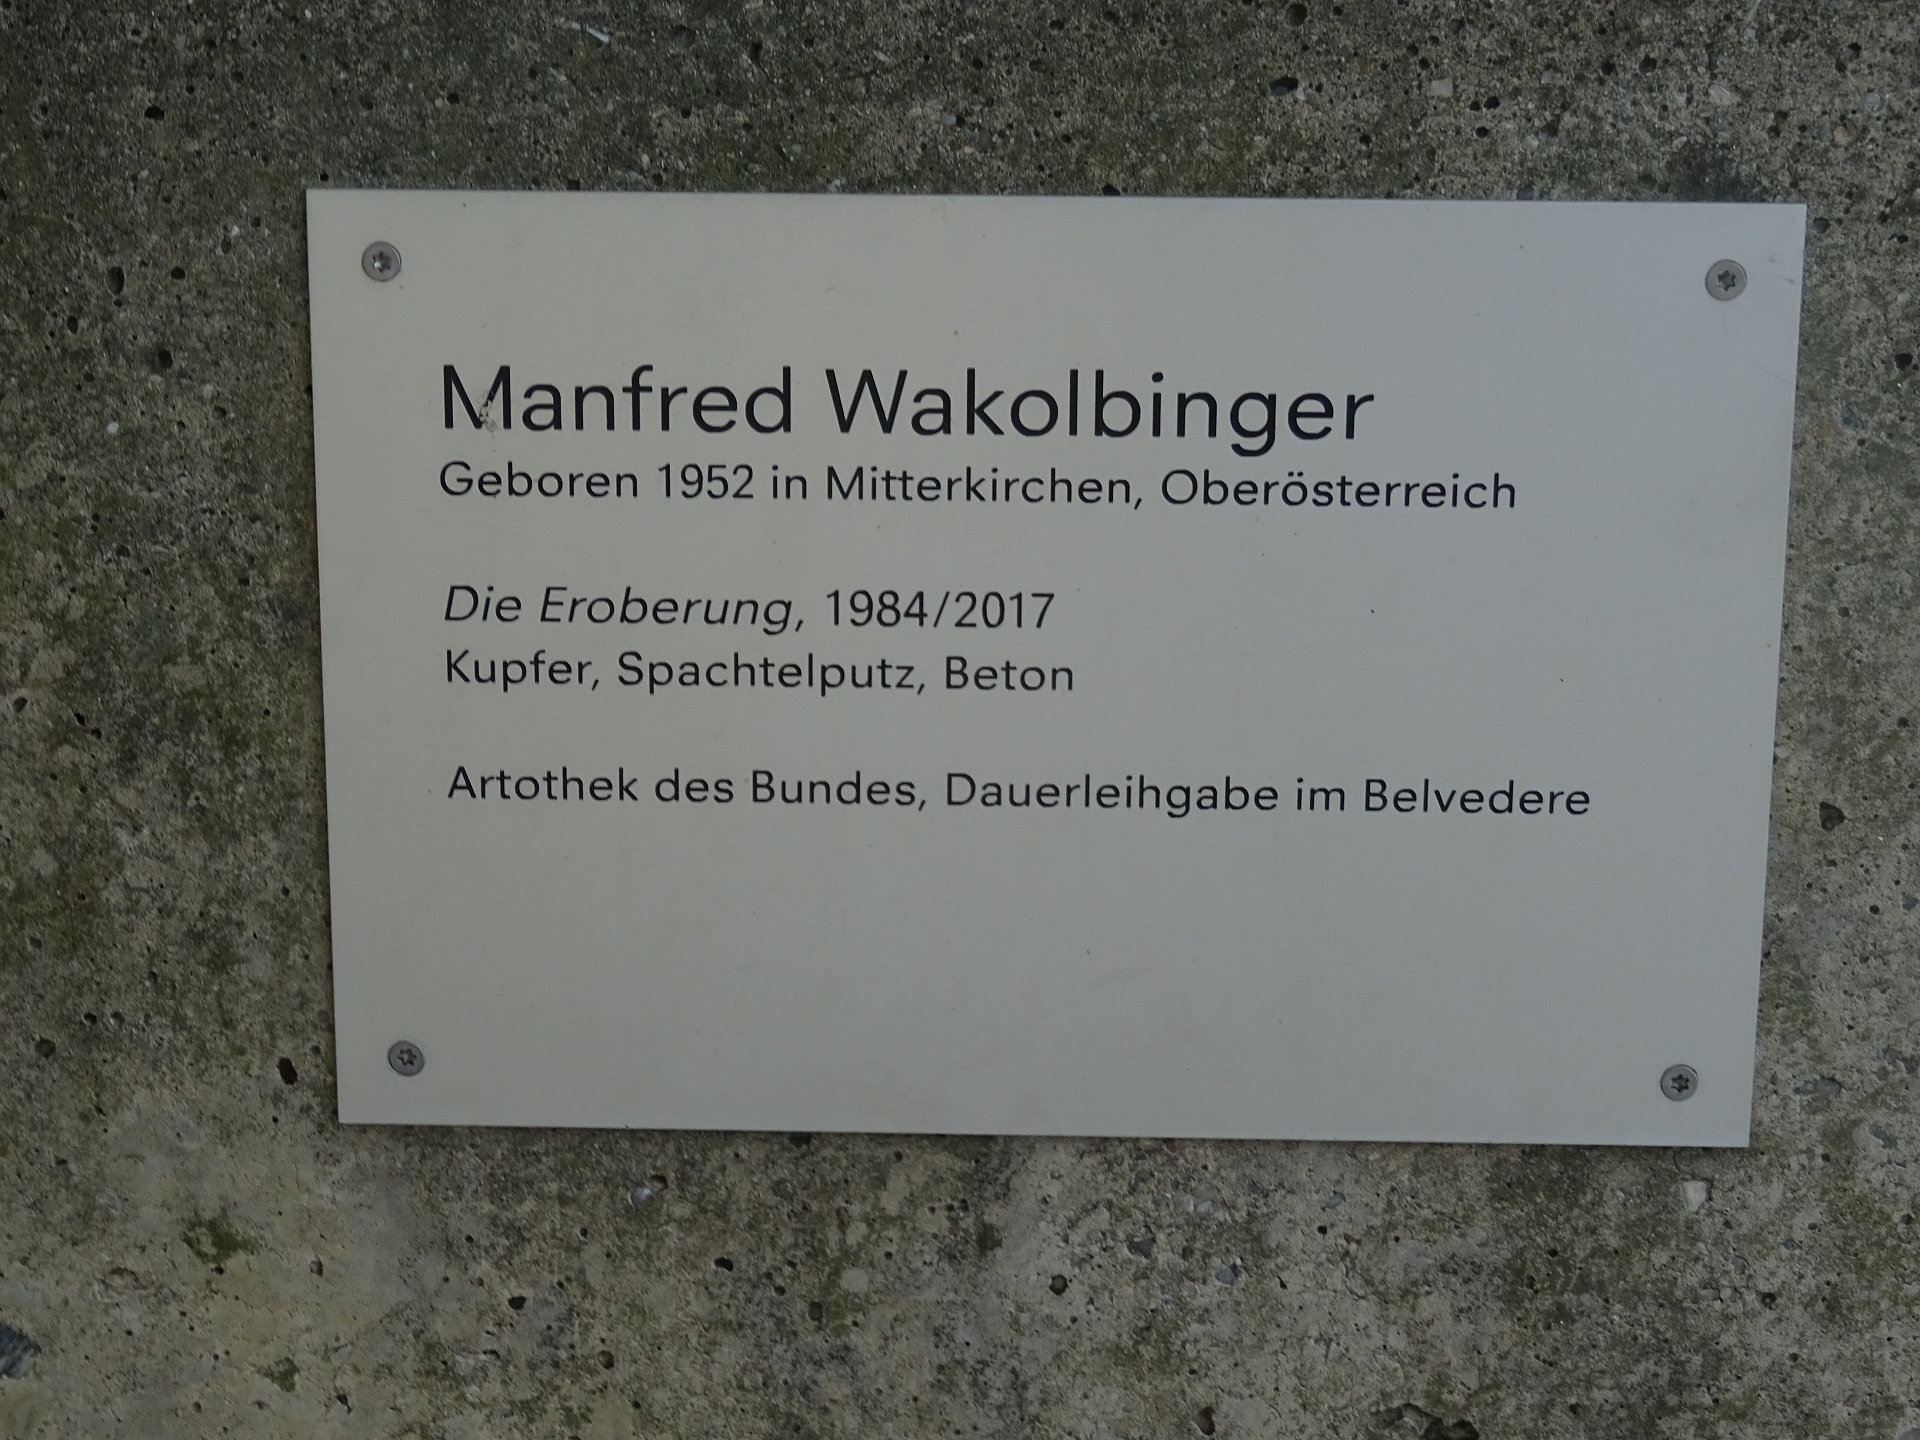 Manfred Wakolbinger
Geboren 1952 in Mitterkirchen, Oberösterreich
Die Eroberung, 1984/2017
Kupfer, Spachtelputz, Beton
Artothek des Bundes, Dauerleihgabe im Belvedere